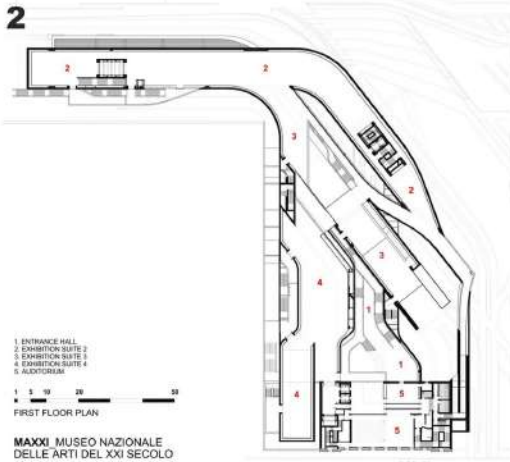 2
2
2
3
2
3
4
1
1
4
5
5
1. ENTRANCE HALL
2. EXHIBITION SUITE 2
3. EXHIBITION SUITE 3
4. EXHIBITION SUITE 4
5. AUDITORIUM
1 5 10 20 50
FIRST FLOOR PLAN
MAXXI_MUSEO NAZIONALE
DELLE ARTI DEL XXI SECOLO